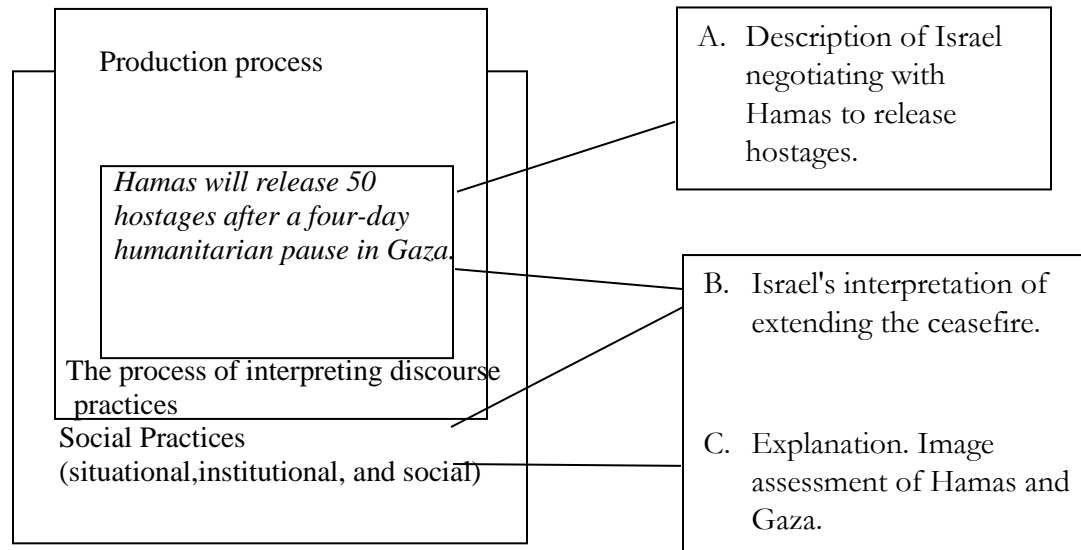 Production process
Hamas will release 50
hostages after a four-day
humanitarian pause in Gaza.
The process of interpreting discourse
practices
Social Practices
(situational,institutional, and social)
A. Description of Israel
negotiating with
Hamas to release
hostages.
B. Israel's interpretation of
extending the ceasefire.
C. Explanation. Image
assessment of Hamas and
Gaza.